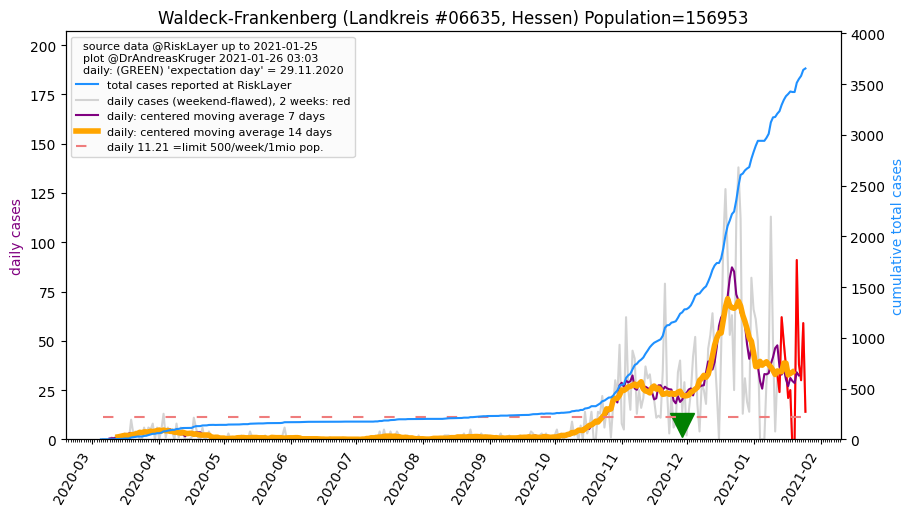 Waldeck-Frankenberg (Landkreis #06635, Hessen) Population=156953
source data @RiskLayer up to 2021-01-25
plot @DrAndreasKruger 2021-01-26 03:03
daily: (GREEN) 'expectation day' = 29.11.2020
total cases reported at RiskLayer
daily cases (weekend-flawed), 2 weeks: red
daily: centered moving average 7 days
daily: centered moving average 14 days
daily 11.21 =limit 500/week/1mio pop.
daily cases
200
175
150
125
100
75
50
25
0
cumulative total cases
4000
3500
3000
2500
2000
1500
1000
500
0
2020-03
2020-04
2020-05
2020-06
2020-07
2020-08
2020-09
2020-10
2020-11
2020-12
2021-01
2021-02